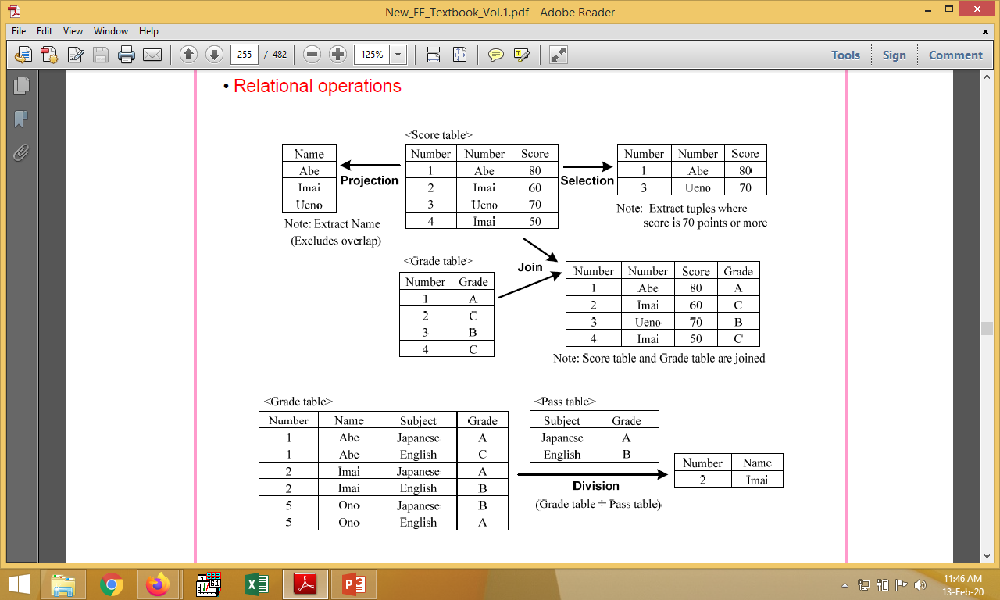 New_FE_Textbook_Vol.1.pdf - Adobe Reader
File Edit View Window Help
255 / 482 125% Tools Sign Comment
• Relational operations
<Score table>
Name
Abe
Imai
Ueno
Projection
Note: Extract Name
(Excludes overlap)
Number Number Score
1 Abe 80
2 Imai 60
3 Ueno 70
4 Imai 50
Selection
Number Number Score
1 Abe 80
3 Ueno 70
Note: Extract tuples where
score is 70 points or more
<Grade table>
Number Grade
1 A
2 C
3 B
4 C
Join
Number Number Score Grade
1 Abe 80 A
2 Imai 60 C
3 Ueno 70 B
4 Imai 50 C
Note: Score table and Grade table are joined
<Grade table>
Number Name Subject Grade
1 Abe Japanese A
1 Abe English C
2 Imai Japanese A
2 Imai English B
5 Ono Japanese B
5 Ono English A
<Pass table>
Subject Grade
Japanese A
English B
Division
(Grade table ÷ Pass table)
Number Name
2 Imai
11:46 AM
13-Feb-20